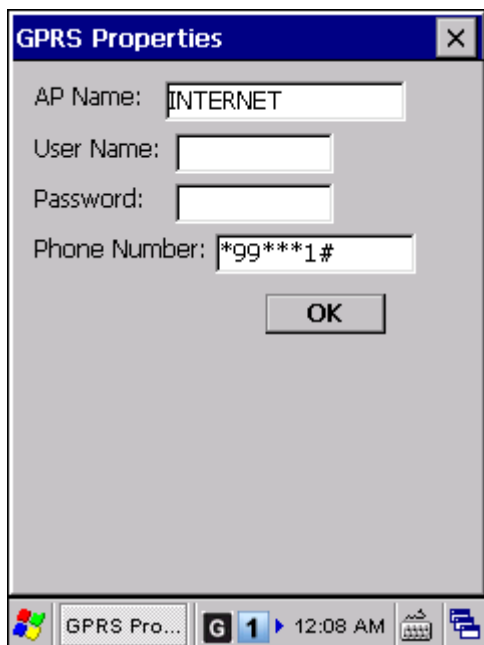 GPRS Properties
AP Name: INTERNET
User Name:
Password:
Phone Number: *99***1#
OK
GPRS Pro... G 1 12:08 AM